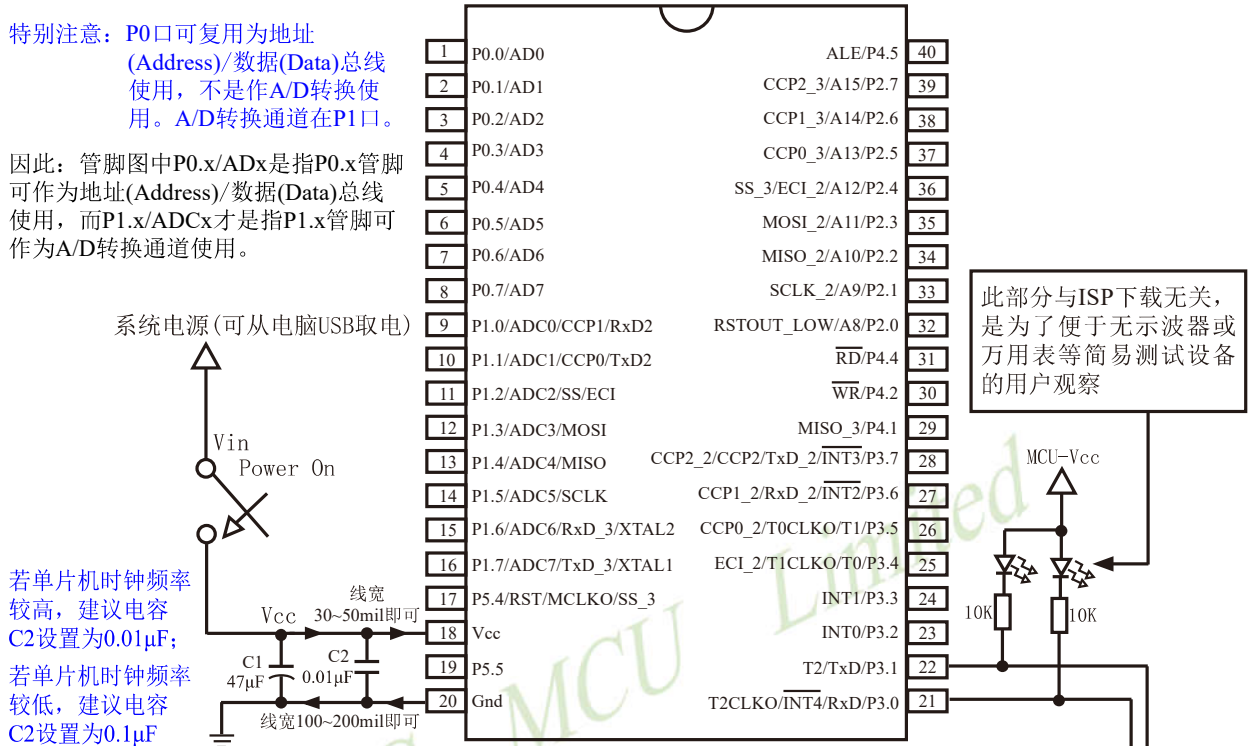 特别注意：P0口可复用为地址
(Address)/数据(Data)总线
使用，不是作A/D转换使
用。A/D转换通道在P1口。
因此：管脚图中P0.x/ADx是指P0.x管脚
可作为地址(Address)/数据(Data)总线
使用，而P1.x/ADCx才是指P1.x管脚可
作为A/D转换通道使用。
系统电源(可从电脑USB取电)
Vin
Power On
若单片机时钟频率
较高，建议电容
C2设置为0.01μF；
若单片机时钟频率
较低，建议电容
C2设置为0.1μF
Vcc
线宽
30~50mil即可
C1
47μF
C2
0.01μF
线宽100~200mil即可
1 P0.0/AD0
2 P0.1/AD1
3 P0.2/AD2
4 P0.3/AD3
5 P0.4/AD4
6 P0.5/AD5
7 P0.6/AD6
8 P0.7/AD7
9 P1.0/ADC0/CCP1/RxD2
10 P1.1/ADC1/CCP0/TxD2
11 P1.2/ADC2/SS/ECI
12 P1.3/ADC3/MOSI
13 P1.4/ADC4/MISO
14 P1.5/ADC5/SCLK
15 P1.6/ADC6/RxD_3/XTAL2
16 P1.7/ADC7/TxD_3/XTAL1
17 P5.4/RST/MCLKO/SS_3
18 Vcc
19 P5.5
20 Gnd
ALE/P4.5 40
CCP2_3/A15/P2.7 39
CCP1_3/A14/P2.6 38
CCP0_3/A13/P2.5 37
SS_3/ECI_2/A12/P2.4 36
MOSI_2/A11/P2.3 35
MISO_2/A10/P2.2 34
SCLK_2/A9/P2.1 33
RSTOUT_LOW/A8/P2.0 32
RD/P4.4 31
WR/P4.2 30
MISO_3/P4.1 29
CCP2_2/CCP2/TxD_2/INT3/P3.7 28
CCP1_2/RxD_2/INT2/P3.6 27
CCP0_2/T0CLKO/T1/P3.5 26
ECI_2/T1CLKO/T0/P3.4 25
INT1/P3.3 24
INT0/P3.2 23
T2/TxD/P3.1 22
T2CLKO/INT4/RxD/P3.0 21
此部分与ISP下载无关，
是为了便于无示波器或
万用表等简易测试设备
的用户观察
MCU-Vcc
10K
10K
MCU Limited